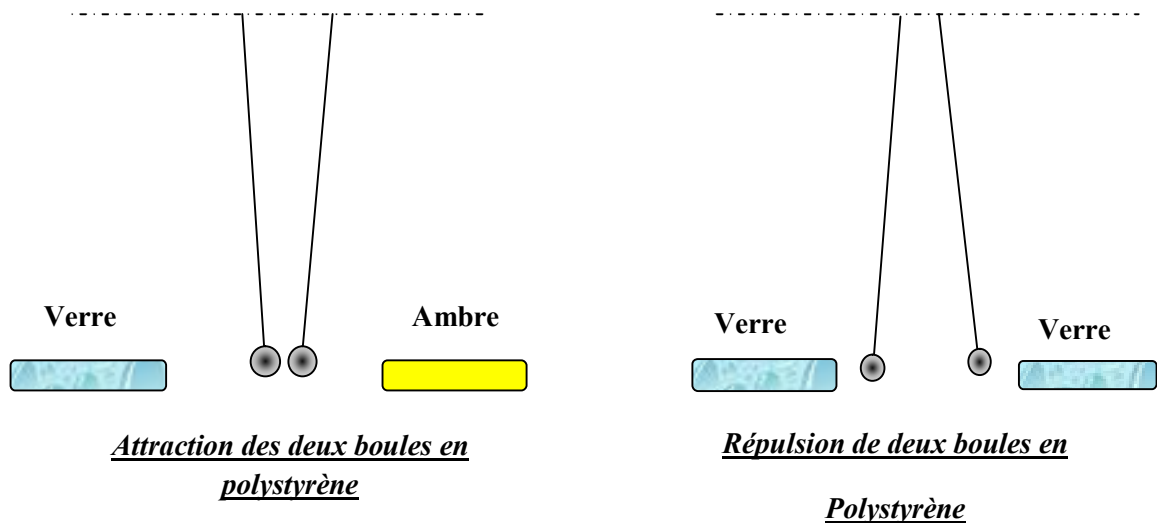 Verre
Ambre
Attraction des deux boules en
polystyrène
Verre
Verre
Répulsion de deux boules en
Polystyrène